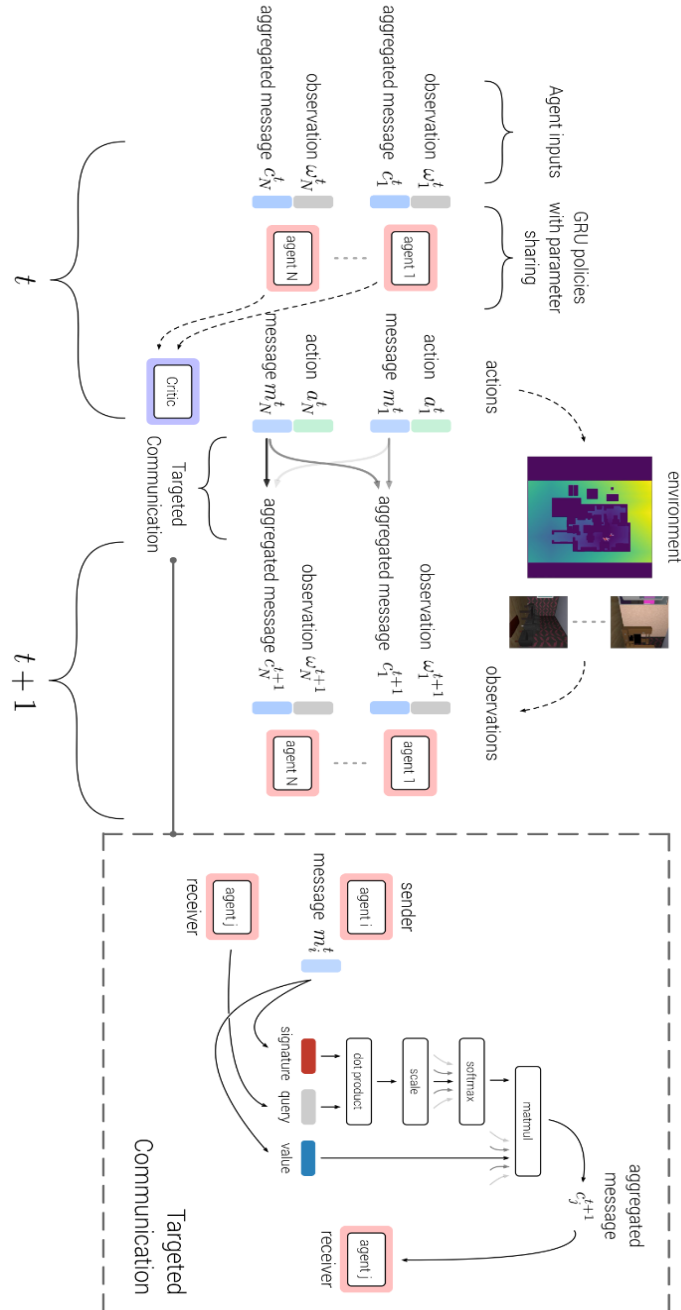 Agent inputs
GRU policies
with parameter
sharing
actions
environment
observations
observation ω_1^t
aggregated message c_1^t
agent 1
action a_1^t
message m_1^t
observation ω_1^{t+1}
aggregated message c_1^{t+1}
agent 1
observation ω_N^t
aggregated message c_N^t
agent N
action a_N^t
message m_N^t
observation ω_N^{t+1}
aggregated message c_N^{t+1}
agent N
Critic
Targeted
Communication
t
t + 1
sender
agent i
message m_i^t
agent j
receiver
signature
query
value
dot product
scale
softmax
matmul
aggregated
message
c_j^{t+1}
agent j
receiver
Targeted
Communication